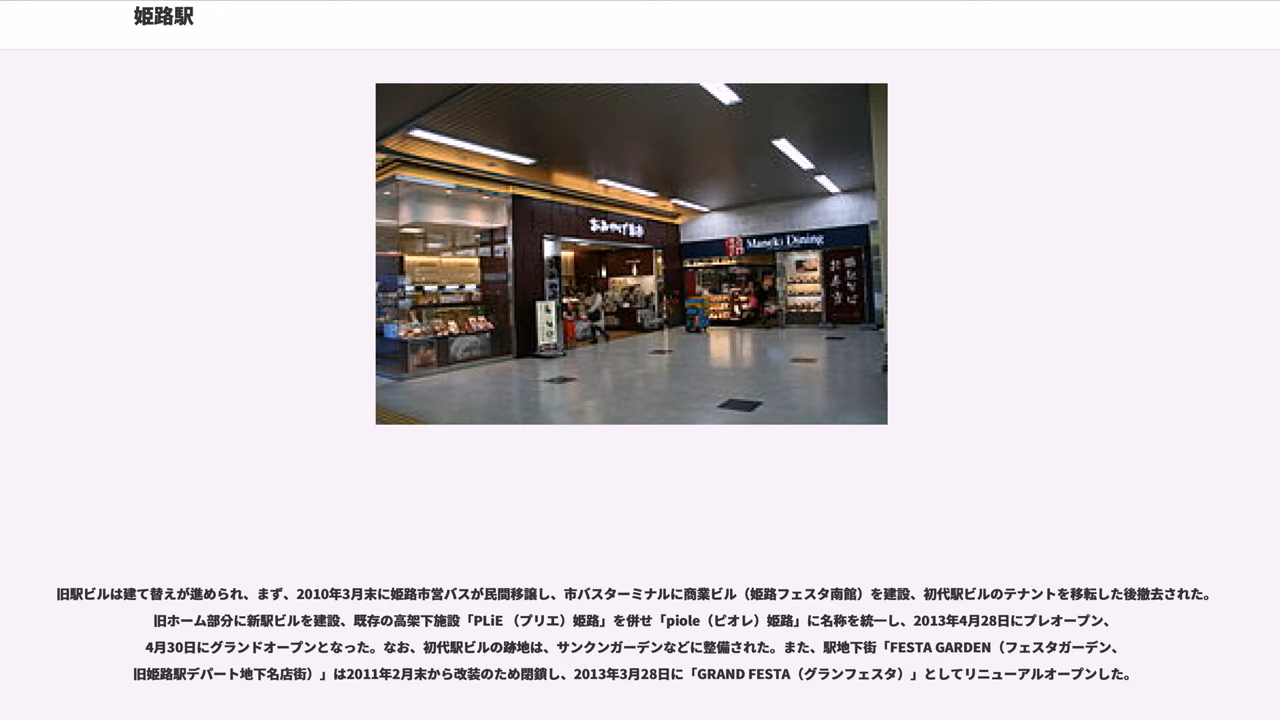 姫路駅
おみやげ街道
Maneki Dining
旧駅ビルは建て替えが進められ、まず、2010年3月末に姫路市営バスが民間移譲し、市バスターミナルに商業ビル（姫路フェスタ南館）を建設、初代駅ビルのテナントを移転した後撤去された。
旧ホーム部分に新駅ビルを建設、既存の高架下施設「PLiE （プリエ）姫路」を併せ「piole（ピオレ）姫路」に名称を統一し、2013年4月28日にプレオープン、
4月30日にグランドオープンとなった。なお、初代駅ビルの跡地は、サンクンガーデンなどに整備された。また、駅地下街「FESTA GARDEN（フェスタガーデン、
旧姫路駅デパート地下名店街）」は2011年2月末から改装のため閉鎖し、2013年3月28日に「GRAND FESTA（グランフェスタ）」としてリニューアルオープンした。